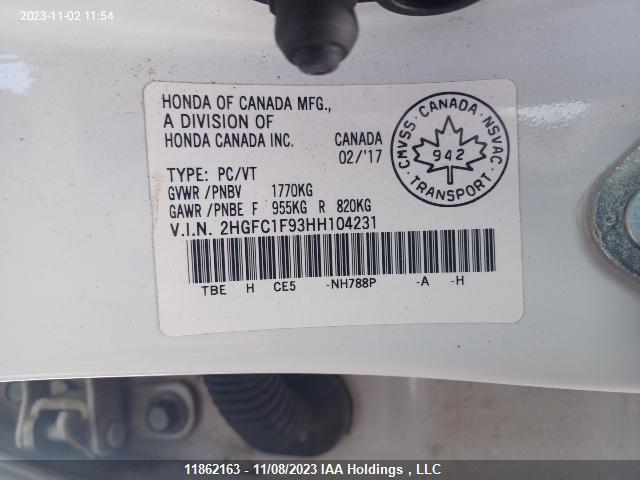 2023-11-02 11:54
HONDA OF CANADA MFG.,
A DIVISION OF
HONDA CANADA INC. CANADA
02/'17
CMVSS · CANADA · NSVAC
942
TRANSPORT
TYPE: PC/VT
GVWR /PNBV 1770KG
GAWR /PNBE F 955KG R 820KG
V.I.N. 2HGFC1F93HH104231
TBE H CE5 -NH788P -A -H
11862163 - 11/08/2023 IAA Holdings , LLC